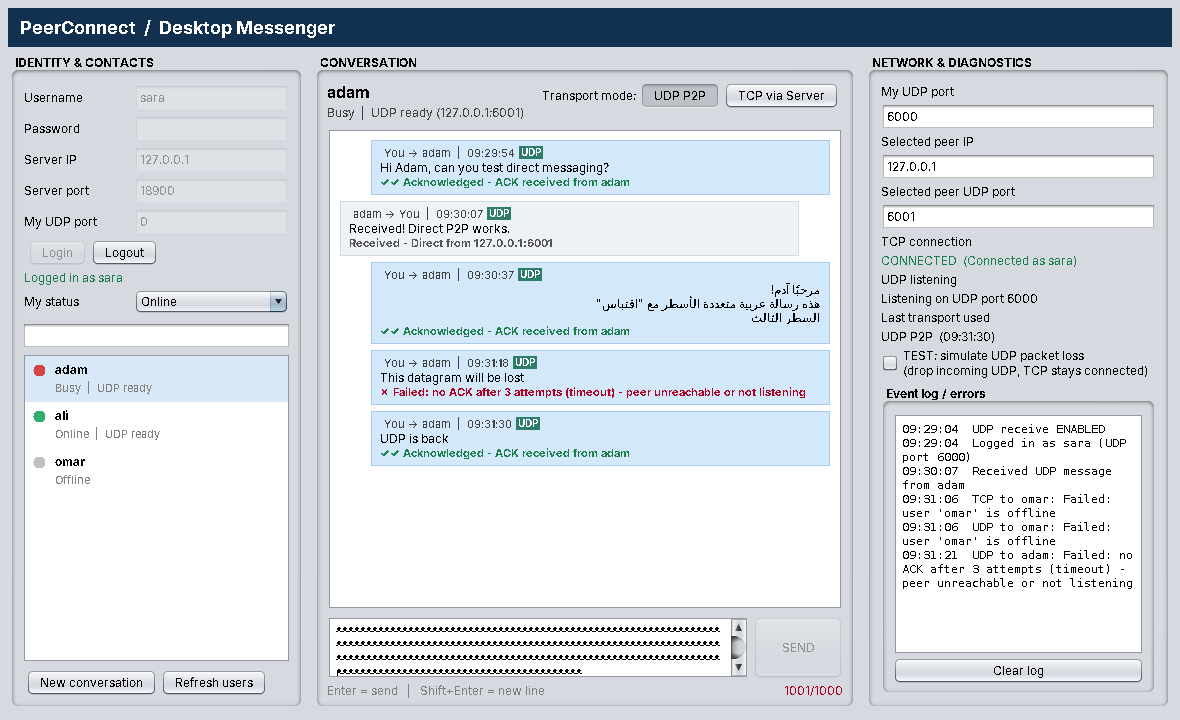 PeerConnect / Desktop Messenger
IDENTITY & CONTACTS
Username
sara
Password
Server IP
127.0.0.1
Server port
18900
My UDP port
0
Login
Logout
Logged in as sara
My status
Online
adam
Busy | UDP ready
ali
Online | UDP ready
omar
Offline
New conversation
Refresh users
CONVERSATION
adam
Transport mode:
UDP P2P
TCP via Server
Busy | UDP ready (127.0.0.1:6001)
You → adam | 09:29:54 UDP
Hi Adam, can you test direct messaging?
✓✓ Acknowledged - ACK received from adam
adam → You | 09:30:07 UDP
Received! Direct P2P works.
Received - Direct from 127.0.0.1:6001
You → adam | 09:30:37 UDP
مرحبًا آدم!
هذه رسالة عربية متعددة الأسطر مع "اقتباس"
السطر الثالث
✓✓ Acknowledged - ACK received from adam
You → adam | 09:31:18 UDP
This datagram will be lost
✕ Failed: no ACK after 3 attempts (timeout) - peer unreachable or not listening
You → adam | 09:31:30 UDP
UDP is back
✓✓ Acknowledged - ACK received from adam
SEND
Enter = send | Shift+Enter = new line
1001/1000
NETWORK & DIAGNOSTICS
My UDP port
6000
Selected peer IP
127.0.0.1
Selected peer UDP port
6001
TCP connection
CONNECTED (Connected as sara)
UDP listening
Listening on UDP port 6000
Last transport used
UDP P2P (09:31:30)
TEST: simulate UDP packet loss
(drop incoming UDP, TCP stays connected)
Event log / errors
09:29:04 UDP receive ENABLED
09:29:04 Logged in as sara (UDP
port 6000)
09:30:07 Received UDP message
from adam
09:31:06 TCP to omar: Failed:
user 'omar' is offline
09:31:06 UDP to omar: Failed:
user 'omar' is offline
09:31:21 UDP to adam: Failed: no
ACK after 3 attempts (timeout) -
peer unreachable or not listening
Clear log